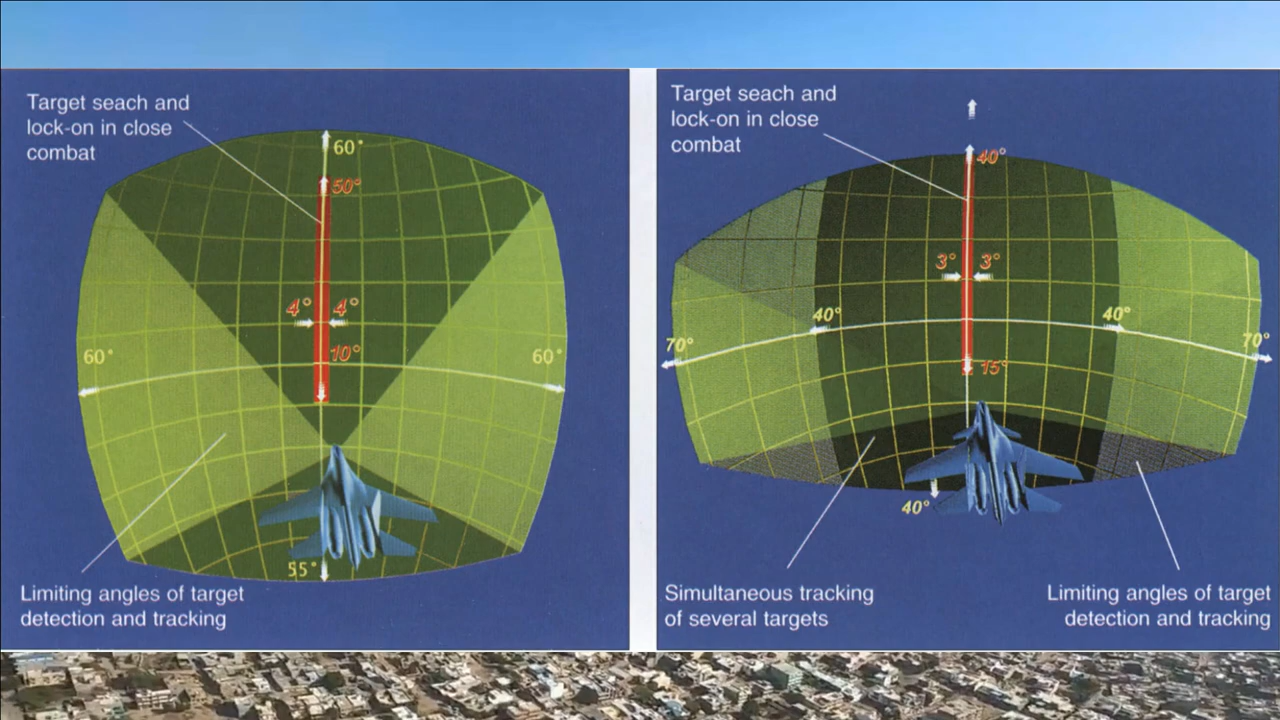 Target seach and
lock-on in close
combat
60°
50°
4° 4°
10°
60° 60°
55°
Limiting angles of target
detection and tracking
Target seach and
lock-on in close
combat
40°
3° 3°
40° 40°
70° 70°
15°
40°
Simultaneous tracking
of several targets
Limiting angles of target
detection and tracking